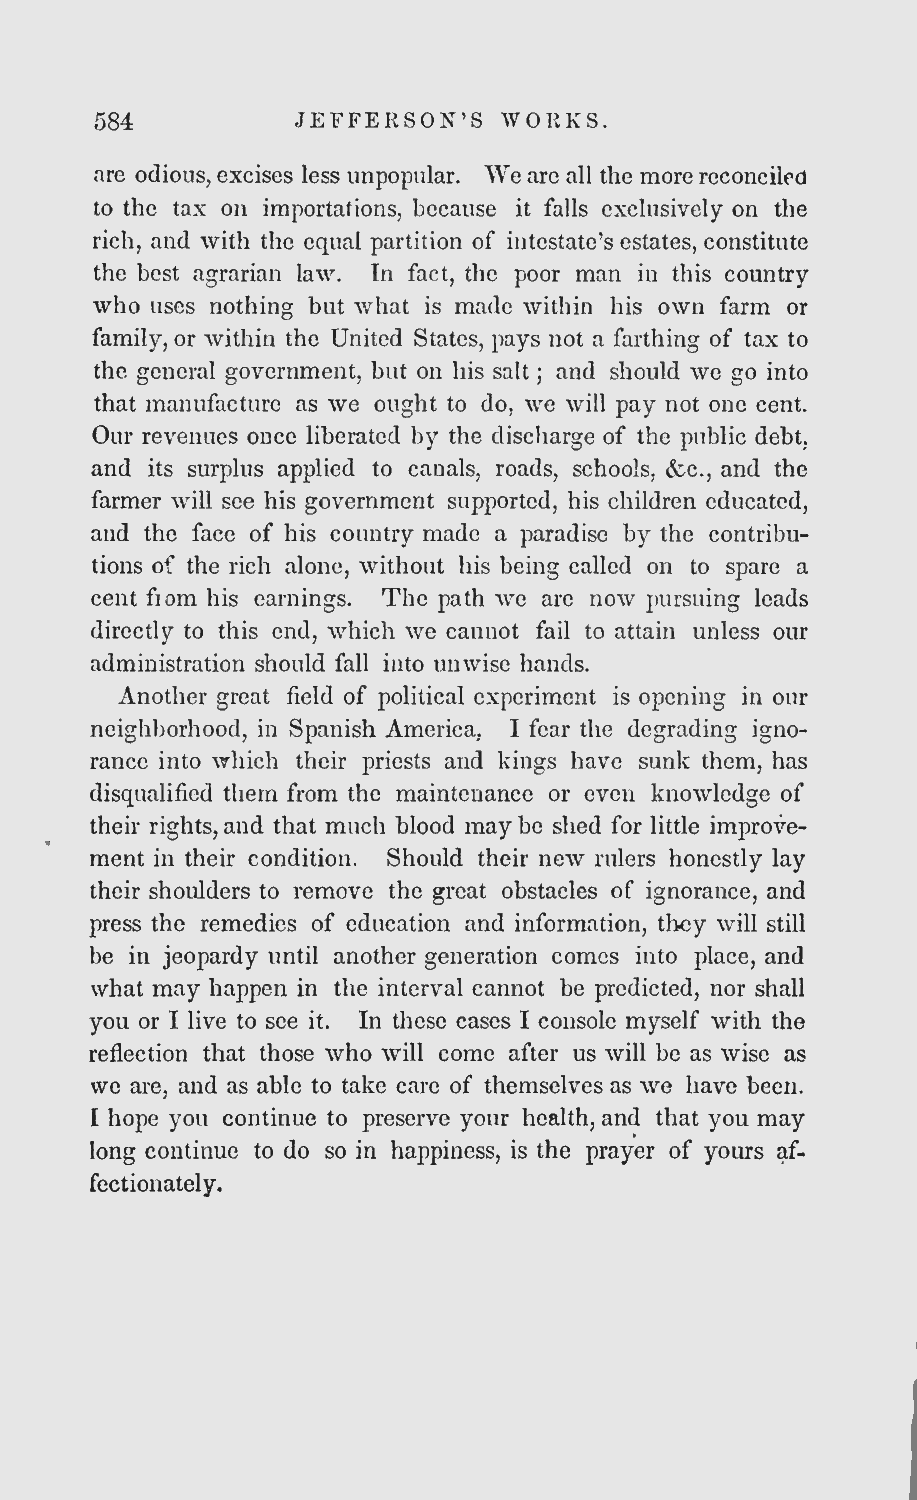 584 JEFFERSON'S WORKS.
are odious, excises less unpopular. We are all the more reconciled
to the tax on importations, because it falls exclusively on the
rich, and with the equal partition of intestate's estates, constitute
the best agrarian law. In fact, the poor man in this country
who uses nothing but what is made within his own farm or
family, or within the United States, pays not a farthing of tax to
the general government, but on his salt; and should we go into
that manufacture as we ought to do, we will pay not one cent.
Our revenues once liberated by the discharge of the public debt,
and its surplus applied to canals, roads, schools, &c., and the
farmer will see his government supported, his children educated,
and the face of his country made a paradise by the contribu-
tions of the rich alone, without his being called on to spare a
cent from his earnings. The path we are now pursuing leads
directly to this end, which we cannot fail to attain unless our
administration should fall into unwise hands.
Another great field of political experiment is opening in our
neighborhood, in Spanish America. I fear the degrading igno-
rance into which their priests and kings have sunk them, has
disqualified them from the maintenance or even knowledge of
their rights, and that much blood may be shed for little improve-
ment in their condition. Should their new rulers honestly lay
their shoulders to remove the great obstacles of ignorance, and
press the remedies of education and information, they will still
be in jeopardy until another generation comes into place, and
what may happen in the interval cannot be predicted, nor shall
you or I live to see it. In these cases I console myself with the
reflection that those who will come after us will be as wise as
we are, and as able to take care of themselves as we have been.
I hope you continue to preserve your health, and that you may
long continue to do so in happiness, is the prayer of yours af-
fectionately.